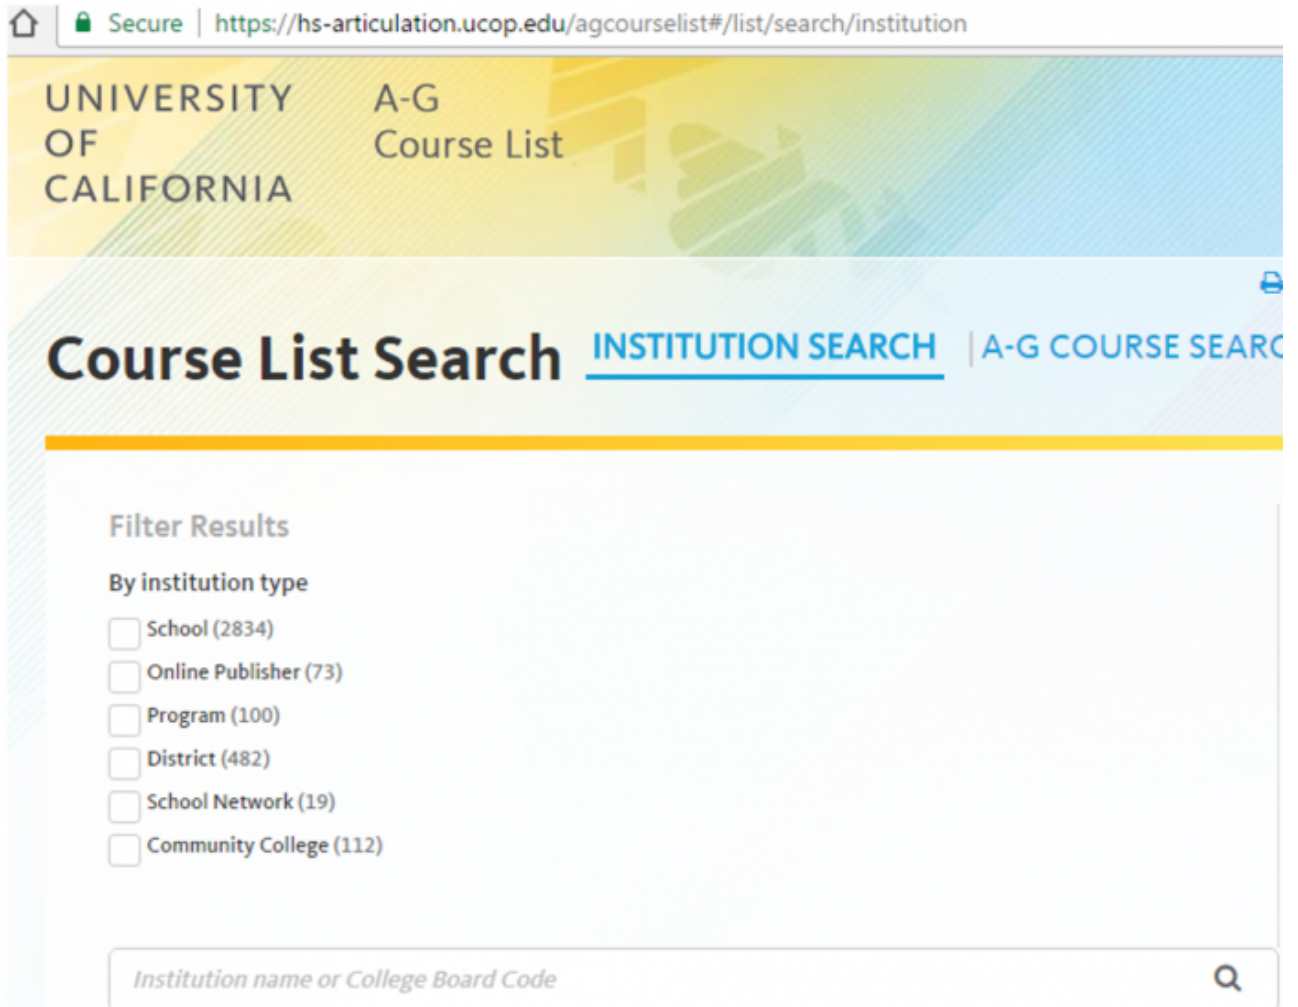 Secure | https://hs-articulation.ucop.edu/agcourselist#/list/search/institution
UNIVERSITY
OF
CALIFORNIA
A-G
Course List
Course List Search
INSTITUTION SEARCH | A-G COURSE SEARC
Filter Results
By institution type
School (2834)
Online Publisher (73)
Program (100)
District (482)
School Network (19)
Community College (112)
Institution name or College Board Code